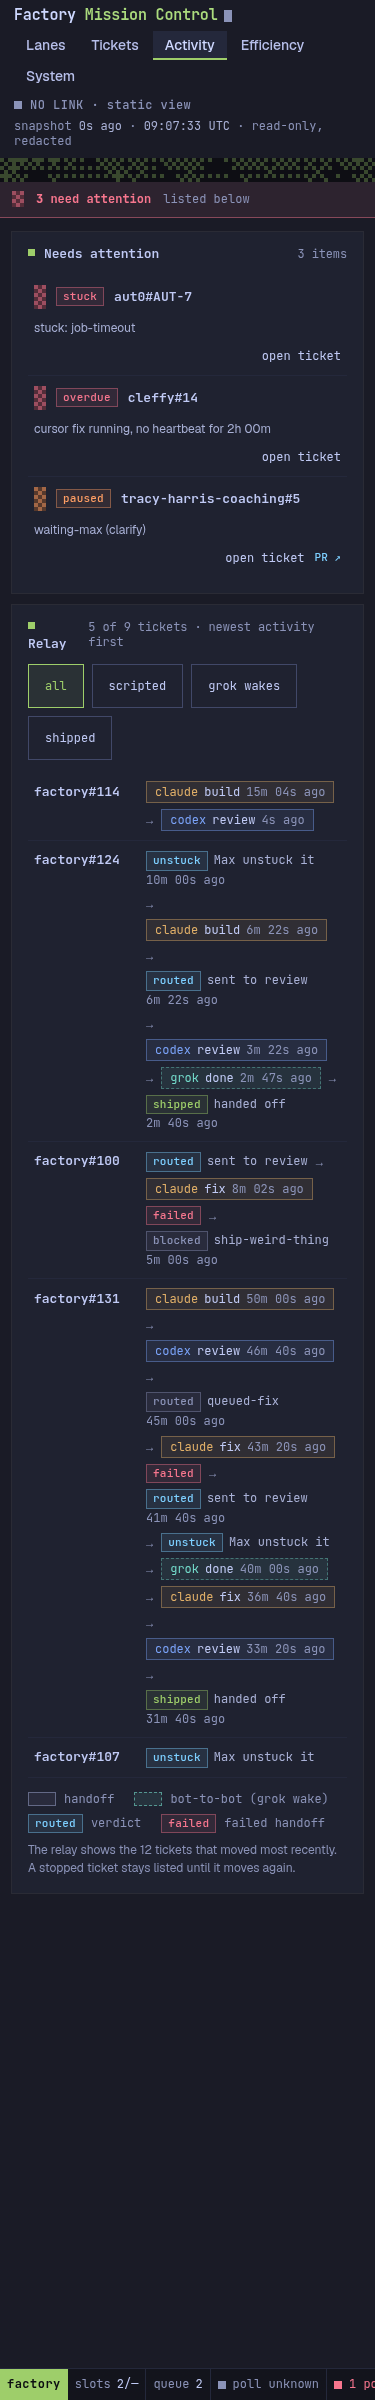 Factory Mission Control
Lanes Tickets Activity Efficiency
System
NO LINK · static view
snapshot 0s ago · 09:07:33 UTC · read-only,
redacted
3 need attention listed below
Needs attention 3 items
stuck aut0#AUT-7
stuck: job-timeout
open ticket
overdue cleffy#14
cursor fix running, no heartbeat for 2h 00m
open ticket
paused tracy-harris-coaching#5
waiting-max (clarify)
open ticket PR ↗
Relay 5 of 9 tickets · newest activity
first
all scripted grok wakes
shipped
factory#114 claude build 15m 04s ago
→ codex review 4s ago
factory#124 unstuck Max unstuck it
10m 00s ago
→
claude build 6m 22s ago
→
routed sent to review
6m 22s ago
→
codex review 3m 22s ago
→ grok done 2m 47s ago →
shipped handed off
2m 40s ago
factory#100 routed sent to review →
claude fix 8m 02s ago
failed →
blocked ship-weird-thing
5m 00s ago
factory#131 claude build 50m 00s ago
→
codex review 46m 40s ago
→
routed queued-fix
45m 00s ago
→ claude fix 43m 20s ago
failed →
routed sent to review
41m 40s ago
→ unstuck Max unstuck it
→ grok done 40m 00s ago
→ claude fix 36m 40s ago
→
codex review 33m 20s ago
→
shipped handed off
31m 40s ago
factory#107 unstuck Max unstuck it
handoff bot-to-bot (grok wake)
routed verdict failed failed handoff
The relay shows the 12 tickets that moved most recently.
A stopped ticket stays listed until it moves again.
factory slots 2/— queue 2 poll unknown 1 po